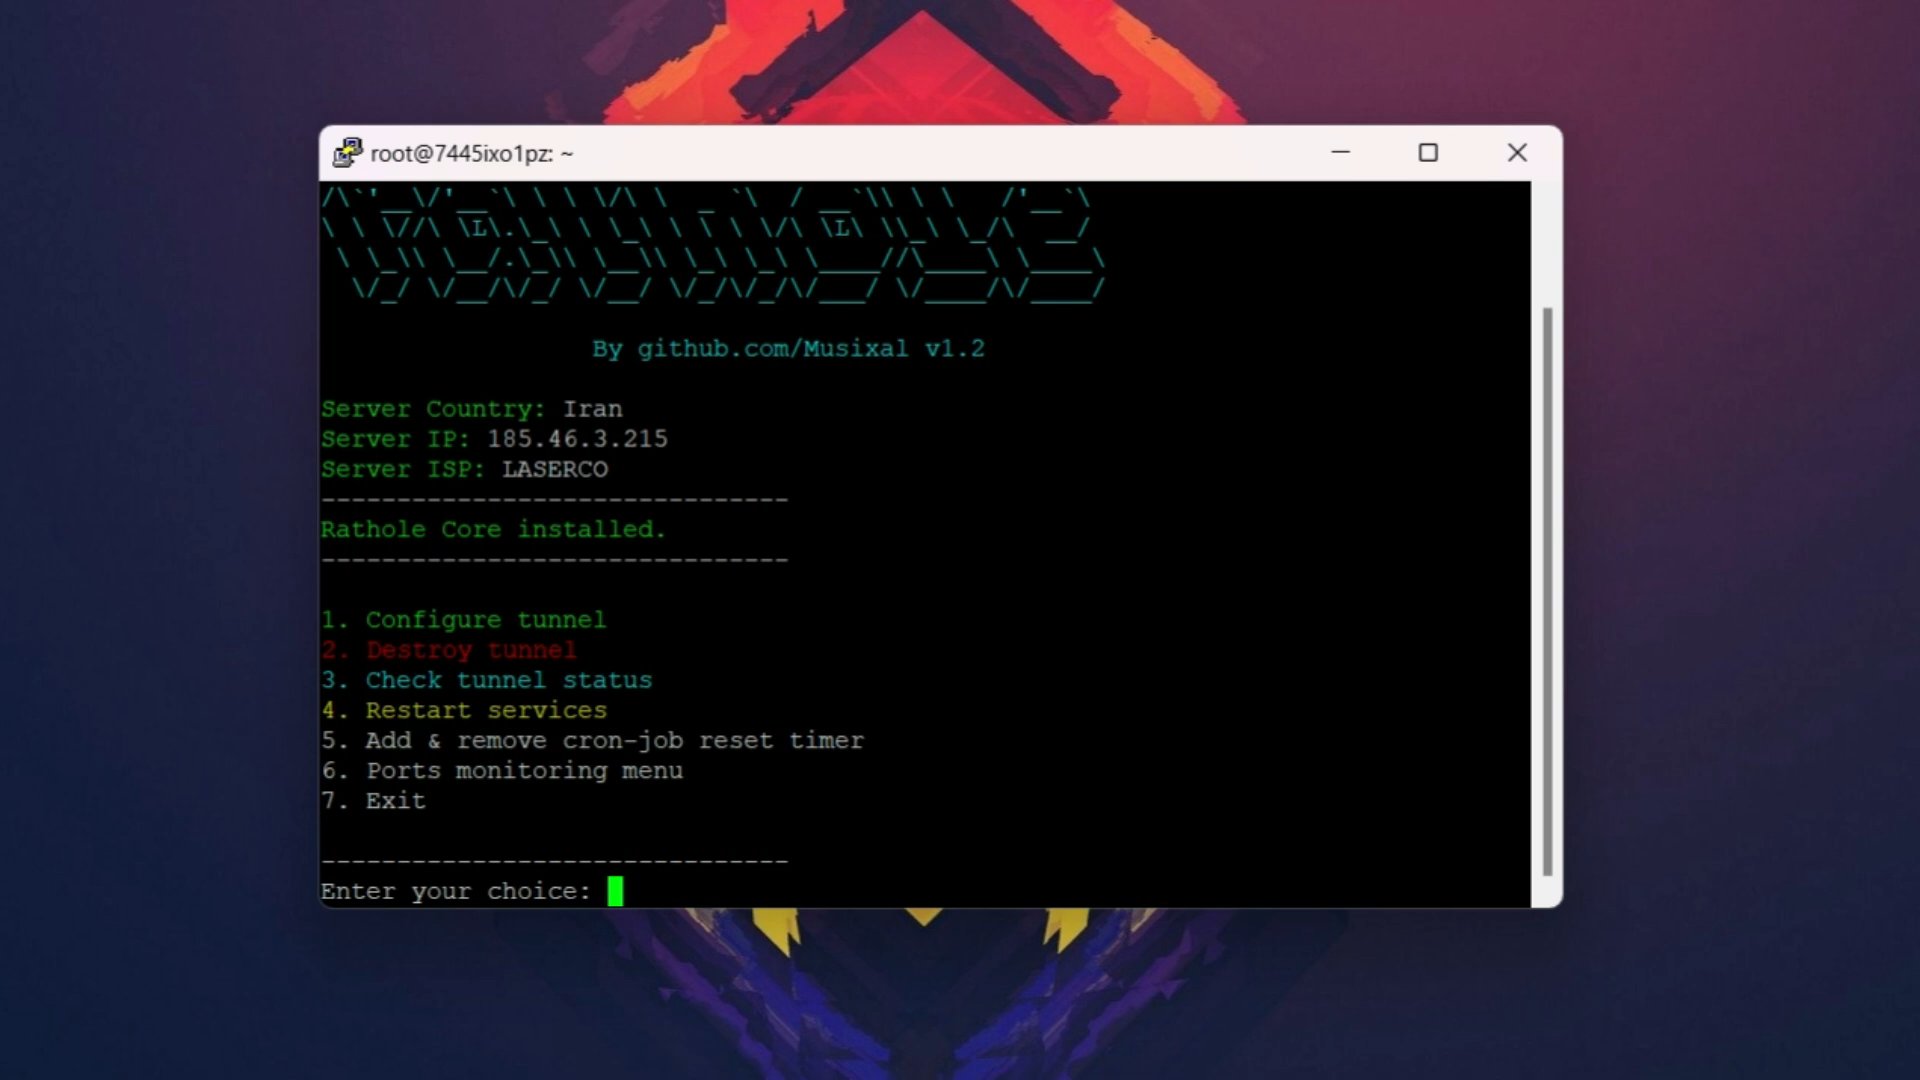 root@7445ixo1pz: ~
By github.com/Musixal v1.2
Server Country: Iran
Server IP: 185.46.3.215
Server ISP: LASERCO
-------------------------------
Rathole Core installed.
-------------------------------
1. Configure tunnel
2. Destroy tunnel
3. Check tunnel status
4. Restart services
5. Add & remove cron-job reset timer
6. Ports monitoring menu
7. Exit
-------------------------------
Enter your choice: